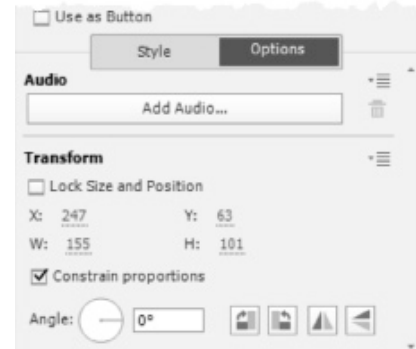 Use as Button
Style Options
Audio
Add Audio...
Transform
Lock Size and Position
X: 247 Y: 63
W: 155 H: 101
Constrain proportions
Angle: 0°